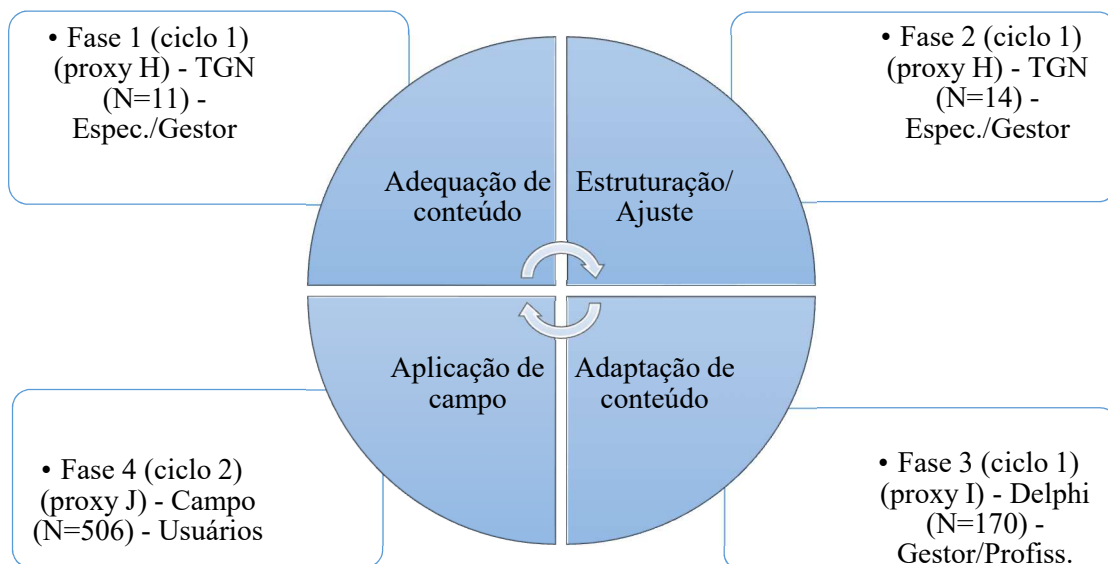 • Fase 1 (ciclo 1)
(proxy H) - TGN
(N=11) -
Espec./Gestor
• Fase 2 (ciclo 1)
(proxy H) - TGN
(N=14) -
Espec./Gestor
Adequação de
conteúdo
Estruturação/
Ajuste
Aplicação de
campo
Adaptação de
conteúdo
• Fase 4 (ciclo 2)
(proxy J) - Campo
(N=506) - Usuários
• Fase 3 (ciclo 1)
(proxy I) - Delphi
(N=170) -
Gestor/Profiss.